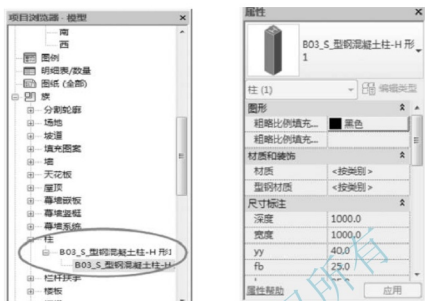 项目浏览器 - 模型
南
西
图例
明细表/数量
图纸 (全部)
族
分割轮廓
场地
坡道
填充图案
墙
天花板
屋顶
幕墙嵌板
幕墙竖梃
幕墙系统
柱
B03_S_型钢混凝土柱-H 形1
B03_S_型钢混凝土柱-H
栏杆扶手
楼板
属性
B03_S_型钢混凝土柱-H 形
1
柱 (1)
编辑类型
图形
粗略比例填充...
黑色
粗略比例填充...
材质和装饰
材质
<按类别>
型钢材质
<按类别>
尺寸标注
深度
1000.0
宽度
1000.0
yy
40.0
fb
25.0
属性帮助
应用
所有